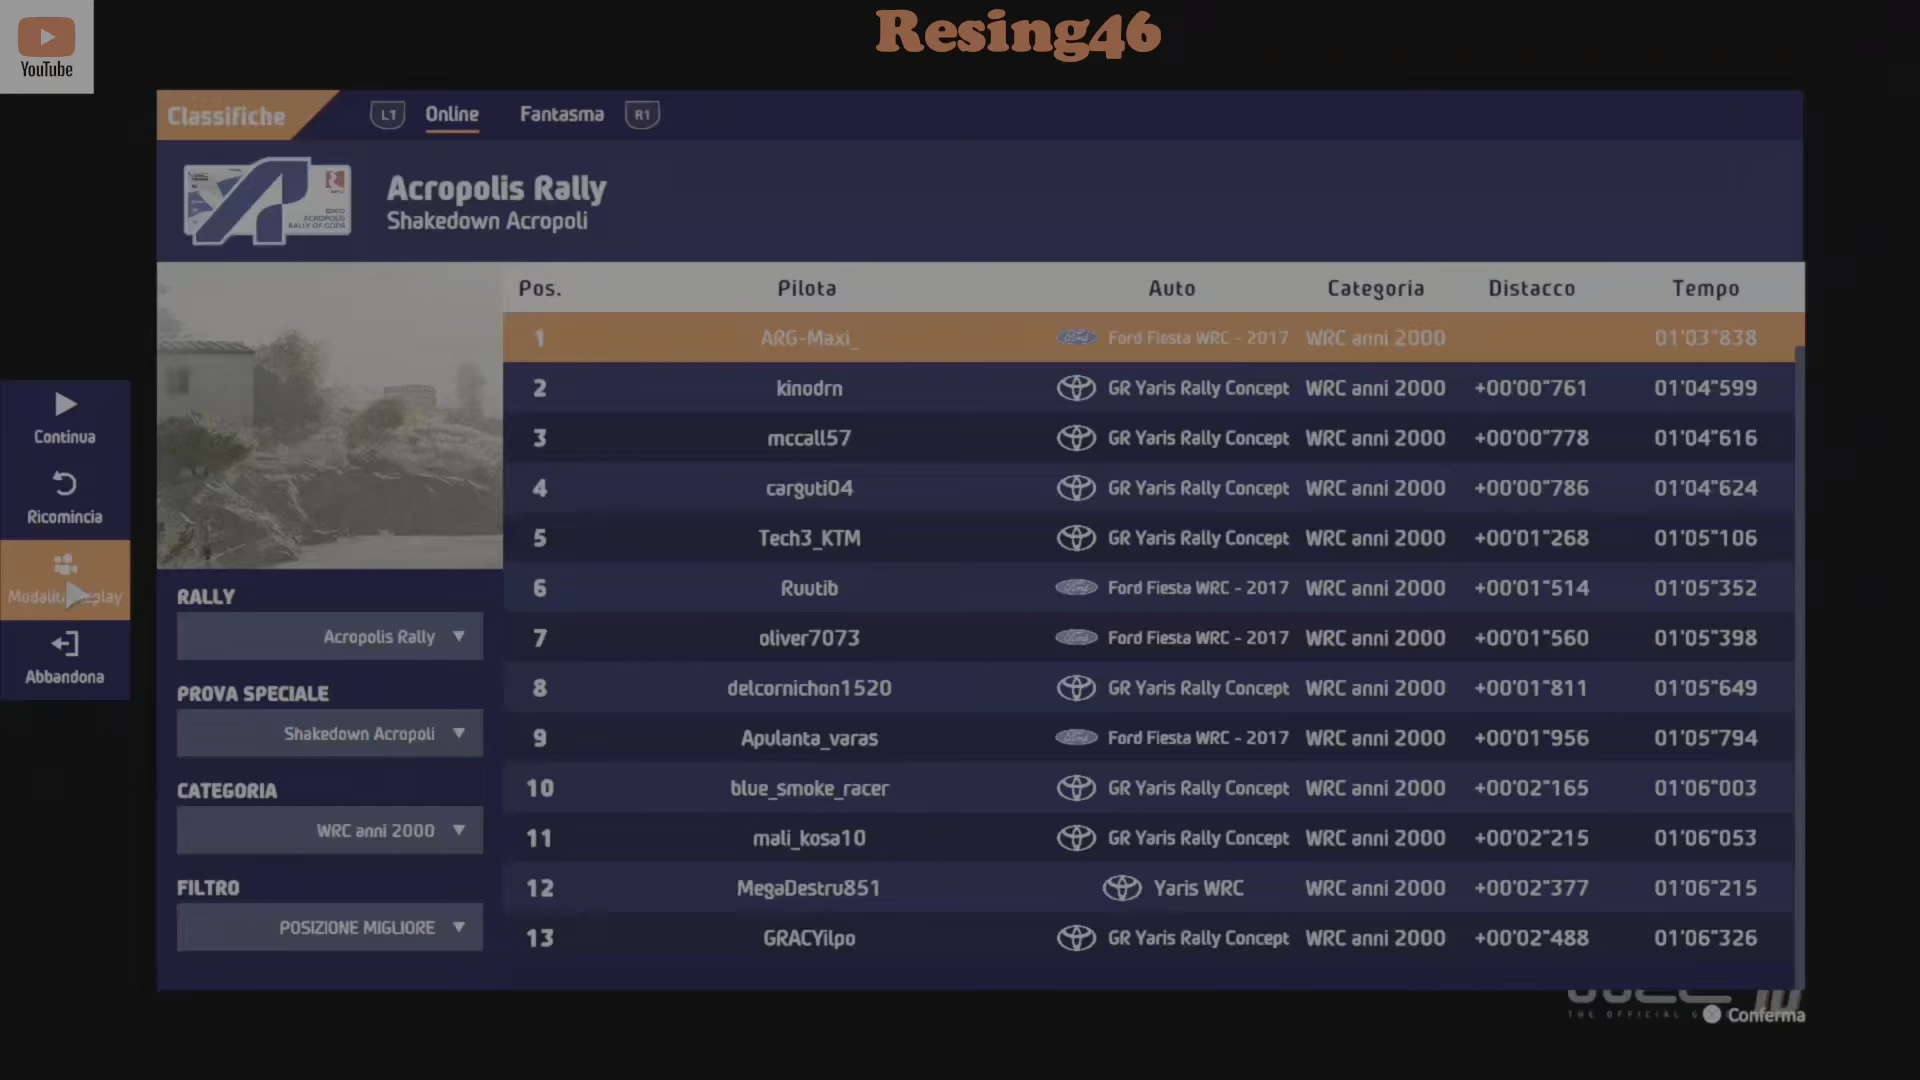 YouTube
Resing46
Classifiche
L1
Online
Fantasma
R1
Acropolis Rally
Shakedown Acropoli
ACROPOLIS
RALLY OF GODS
Pos. Pilota Auto Categoria Distacco Tempo
1 ARG-Maxi_ Ford Fiesta WRC - 2017 WRC anni 2000 01'03"838
2 kinodrn GR Yaris Rally Concept WRC anni 2000 +00'00"761 01'04"599
3 mccall57 GR Yaris Rally Concept WRC anni 2000 +00'00"778 01'04"616
4 carguti04 GR Yaris Rally Concept WRC anni 2000 +00'00"786 01'04"624
5 Tech3_KTM GR Yaris Rally Concept WRC anni 2000 +00'01"268 01'05"106
6 Ruutib Ford Fiesta WRC - 2017 WRC anni 2000 +00'01"514 01'05"352
7 oliver7073 Ford Fiesta WRC - 2017 WRC anni 2000 +00'01"560 01'05"398
8 delcornichon1520 GR Yaris Rally Concept WRC anni 2000 +00'01"811 01'05"649
9 Apulanta_varas Ford Fiesta WRC - 2017 WRC anni 2000 +00'01"956 01'05"794
10 blue_smoke_racer GR Yaris Rally Concept WRC anni 2000 +00'02"165 01'06"003
11 mali_kosa10 GR Yaris Rally Concept WRC anni 2000 +00'02"215 01'06"053
12 MegaDestru851 Yaris WRC WRC anni 2000 +00'02"377 01'06"215
13 GRACYilpo GR Yaris Rally Concept WRC anni 2000 +00'02"488 01'06"326
Continua
Ricomincia
Abbandona
RALLY
Acropolis Rally
PROVA SPECIALE
Shakedown Acropoli
CATEGORIA
WRC anni 2000
FILTRO
POSIZIONE MIGLIORE
THE OFFICIAL
Conferma